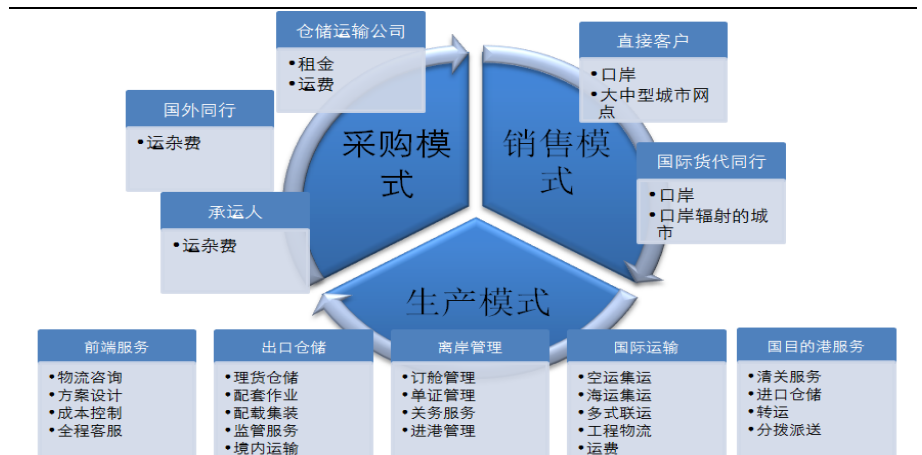 仓储运输公司
•租金
•运费
国外同行
•运杂费
承运人
•运杂费
采购模
式
直接客户
•口岸
•大中型城市网
点
国际货代同行
•口岸
•口岸辐射的城
市
销售模
式
生产模式
前端服务
•物流咨询
•方案设计
•成本控制
•全程客服
出口仓储
•理货仓储
•配套作业
•配载集装
•监管服务
•境内运输
离岸管理
•订舱管理
•单证管理
•关务服务
•进港管理
国际运输
•空运集运
•海运集运
•多式联运
•工程物流
•运费
国目的港服务
•清关服务
•进口仓储
•转运
•分拨派送